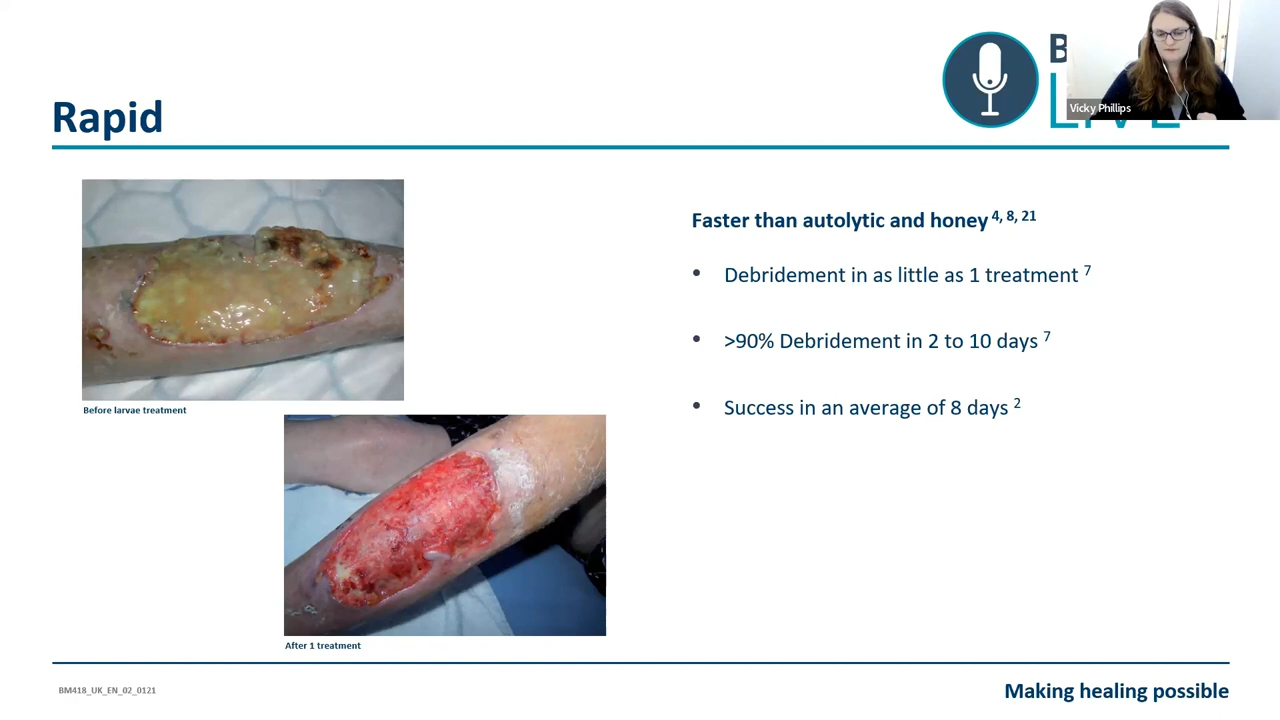 Rapid
B
LIVE
Vicky Phillips
Faster than autolytic and honey 4, 8, 21
• Debridement in as little as 1 treatment 7
• >90% Debridement in 2 to 10 days 7
• Success in an average of 8 days 2
Before larvae treatment
After 1 treatment
BM418_UK_EN_02_0121
Making healing possible